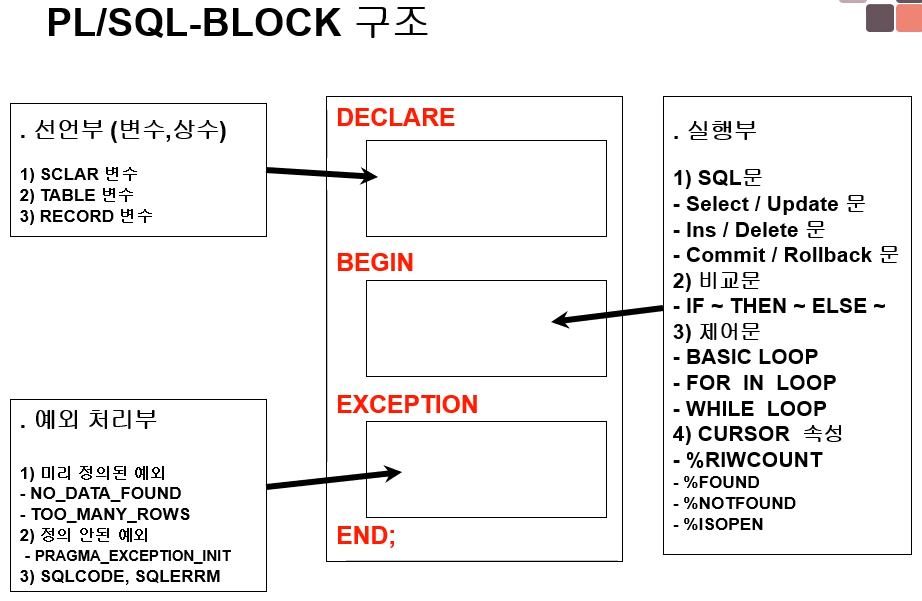 PL/SQL-BLOCK 구조
. 선언부 (변수,상수)
1) SCLAR 변수
2) TABLE 변수
3) RECORD 변수
DECLARE
BEGIN
EXCEPTION
END;
. 예외 처리부
1) 미리 정의된 예외
- NO_DATA_FOUND
- TOO_MANY_ROWS
2) 정의 안된 예외
- PRAGMA_EXCEPTION_INIT
3) SQLCODE, SQLERRM
. 실행부
1) SQL문
- Select / Update 문
- Ins / Delete 문
- Commit / Rollback 문
2) 비교문
- IF ~ THEN ~ ELSE ~
3) 제어문
- BASIC LOOP
- FOR IN LOOP
- WHILE LOOP
4) CURSOR 속성
- %RIWCOUNT
- %FOUND
- %NOTFOUND
- %ISOPEN